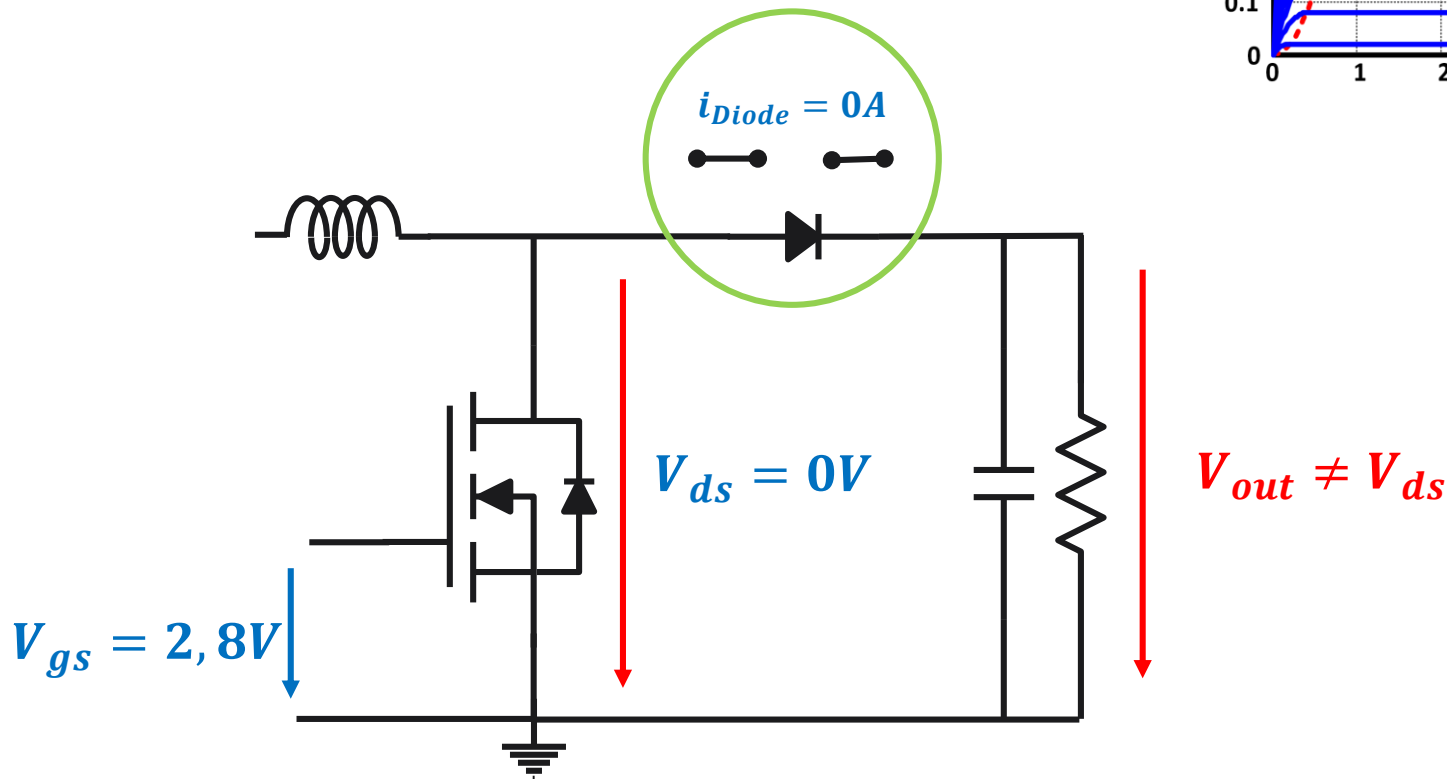 0.1
0
0 1 2
i_Diode = 0A
V_ds = 0V
V_out ≠ V_ds
V_gs = 2,8V